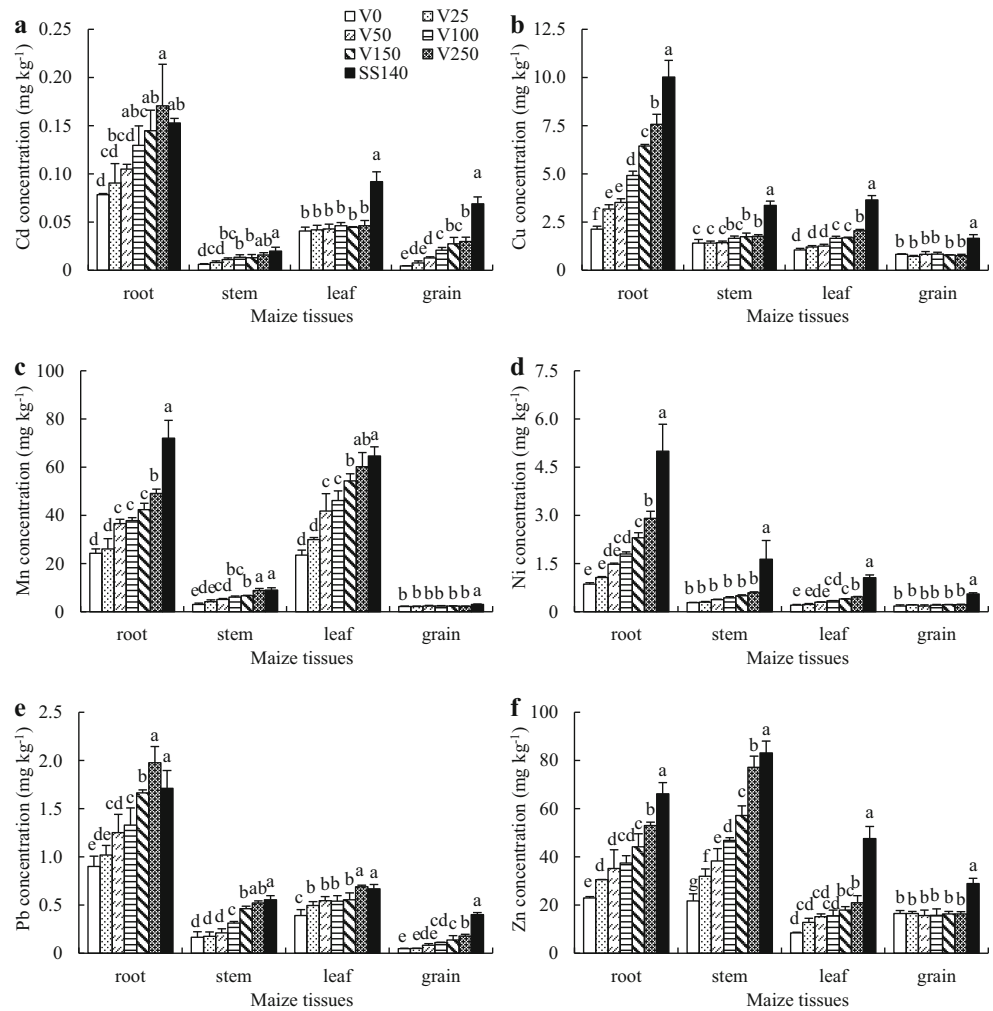 a
Cd concentration (mg kg⁻¹)
0.25
0.20
0.15
0.10
0.05
0
V0 V25
V50 V100
V150 V250
SS140
d cd bcd abc ab a ab
d cd bc b b ab a
b b b b b b a
e de d c bc b a
root stem leaf grain
Maize tissues
b
Cu concentration (mg kg⁻¹)
12.5
10.0
7.5
5.0
2.5
0
f e e d c b a
c c c bc b b a
d d d c c b a
b b b b b b a
root stem leaf grain
Maize tissues
c
Mn concentration (mg kg⁻¹)
100
80
60
40
20
0
d d c c c b a
e de cd bc b a a
d d c c b ab a
b b b b b b a
root stem leaf grain
Maize tissues
d
Ni concentration (mg kg⁻¹)
7.5
6.0
4.5
3.0
1.5
0
e e de cd c b a
b b b b b b a
e e de cd c b a
b b b b b b a
root stem leaf grain
Maize tissues
e
Pb concentration (mg kg⁻¹)
2.5
2.0
1.5
1.0
0.5
0
e de cd c b a a
d d d c b ab a
c b b b b a a
e e de cd c b a
root stem leaf grain
Maize tissues
f
Zn concentration (mg kg⁻¹)
100
80
60
40
20
0
e d d cd c b a
g f e d c b a
d cd cd cd bc b a
b b b b b b a
root stem leaf grain
Maize tissues